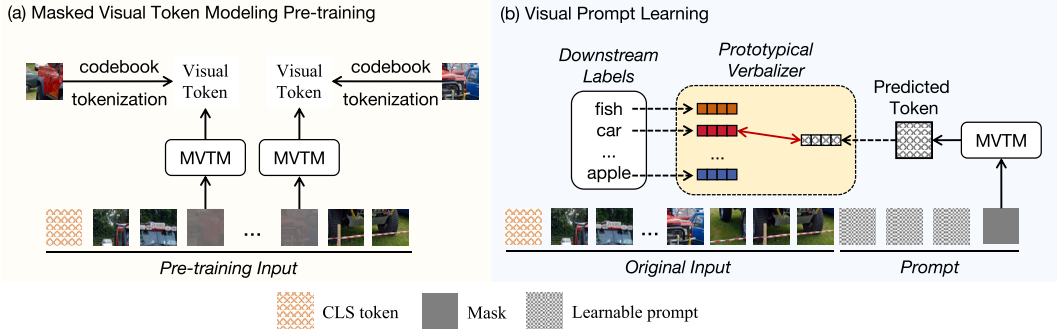 (a) Masked Visual Token Modeling Pre-training
codebook
tokenization
Visual
Token
Visual
Token
codebook
tokenization
MVTM
MVTM
...
Pre-training Input
(b) Visual Prompt Learning
Downstream
Labels
Prototypical
Verbalizer
fish
car
...
apple
...
Predicted
Token
MVTM
...
Original Input
Prompt
CLS token
Mask
Learnable prompt